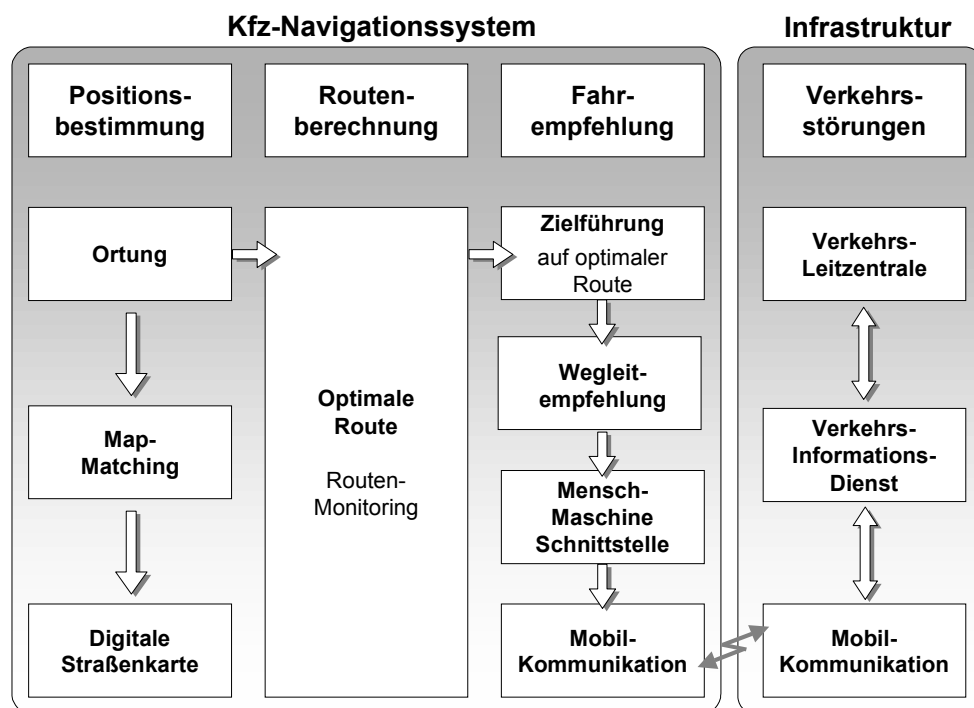 Kfz-Navigationssystem
Infrastruktur
Positions-
bestimmung
Routen-
berechnung
Fahr-
empfehlung
Verkehrs-
störungen
Ortung
Map-
Matching
Digitale
Straßenkarte
Optimale
Route
Routen-
Monitoring
Zielführung
auf optimaler
Route
Wegleit-
empfehlung
Mensch-
Maschine
Schnittstelle
Mobil-
Kommunikation
Verkehrs-
Leitzentrale
Verkehrs-
Informations-
Dienst
Mobil-
Kommunikation